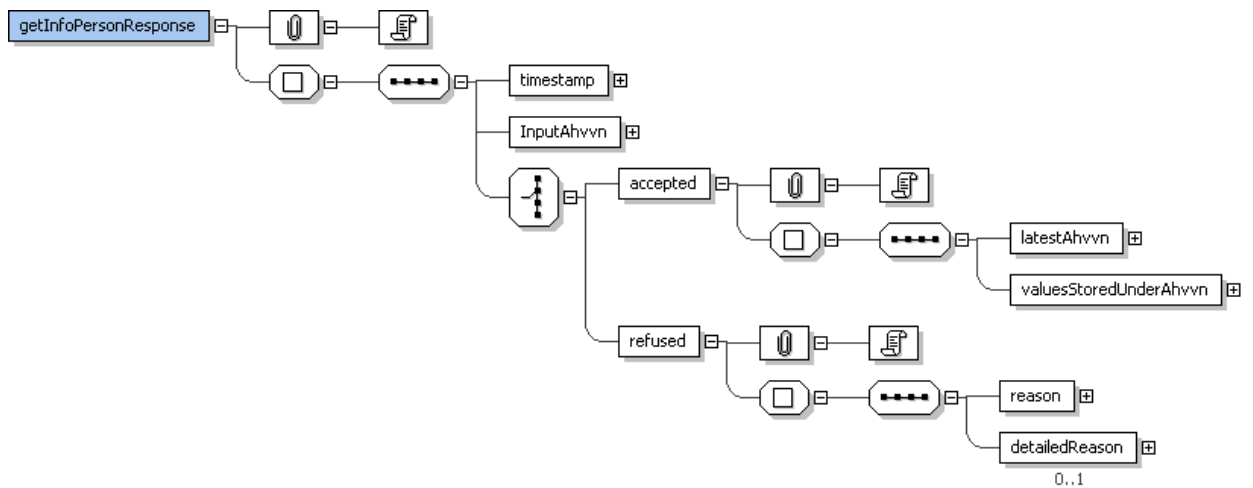 getInfoPersonResponse
timestamp
InputAhvvn
accepted
latestAhvvn
valuesStoredUnderAhvvn
refused
reason
detailedReason
0..1